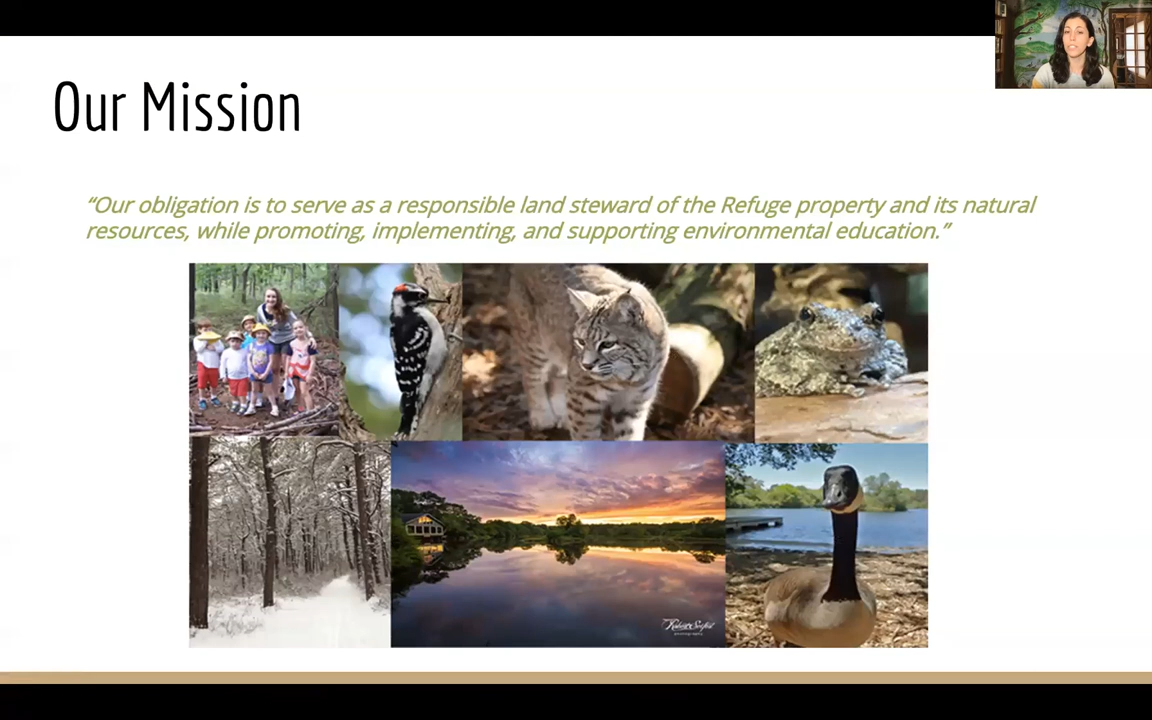 Our Mission
“Our obligation is to serve as a responsible land steward of the Refuge property and its natural
resources, while promoting, implementing, and supporting environmental education.”
photography